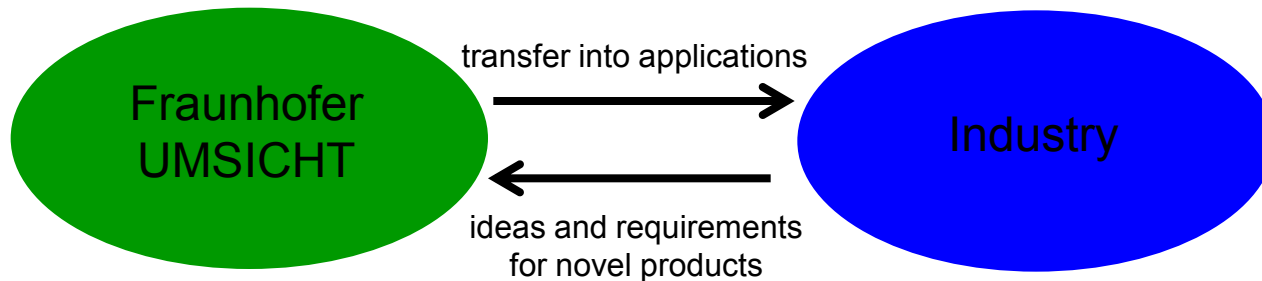 Fraunhofer
UMSICHT
transfer into applications
ideas and requirements
for novel products
Industry